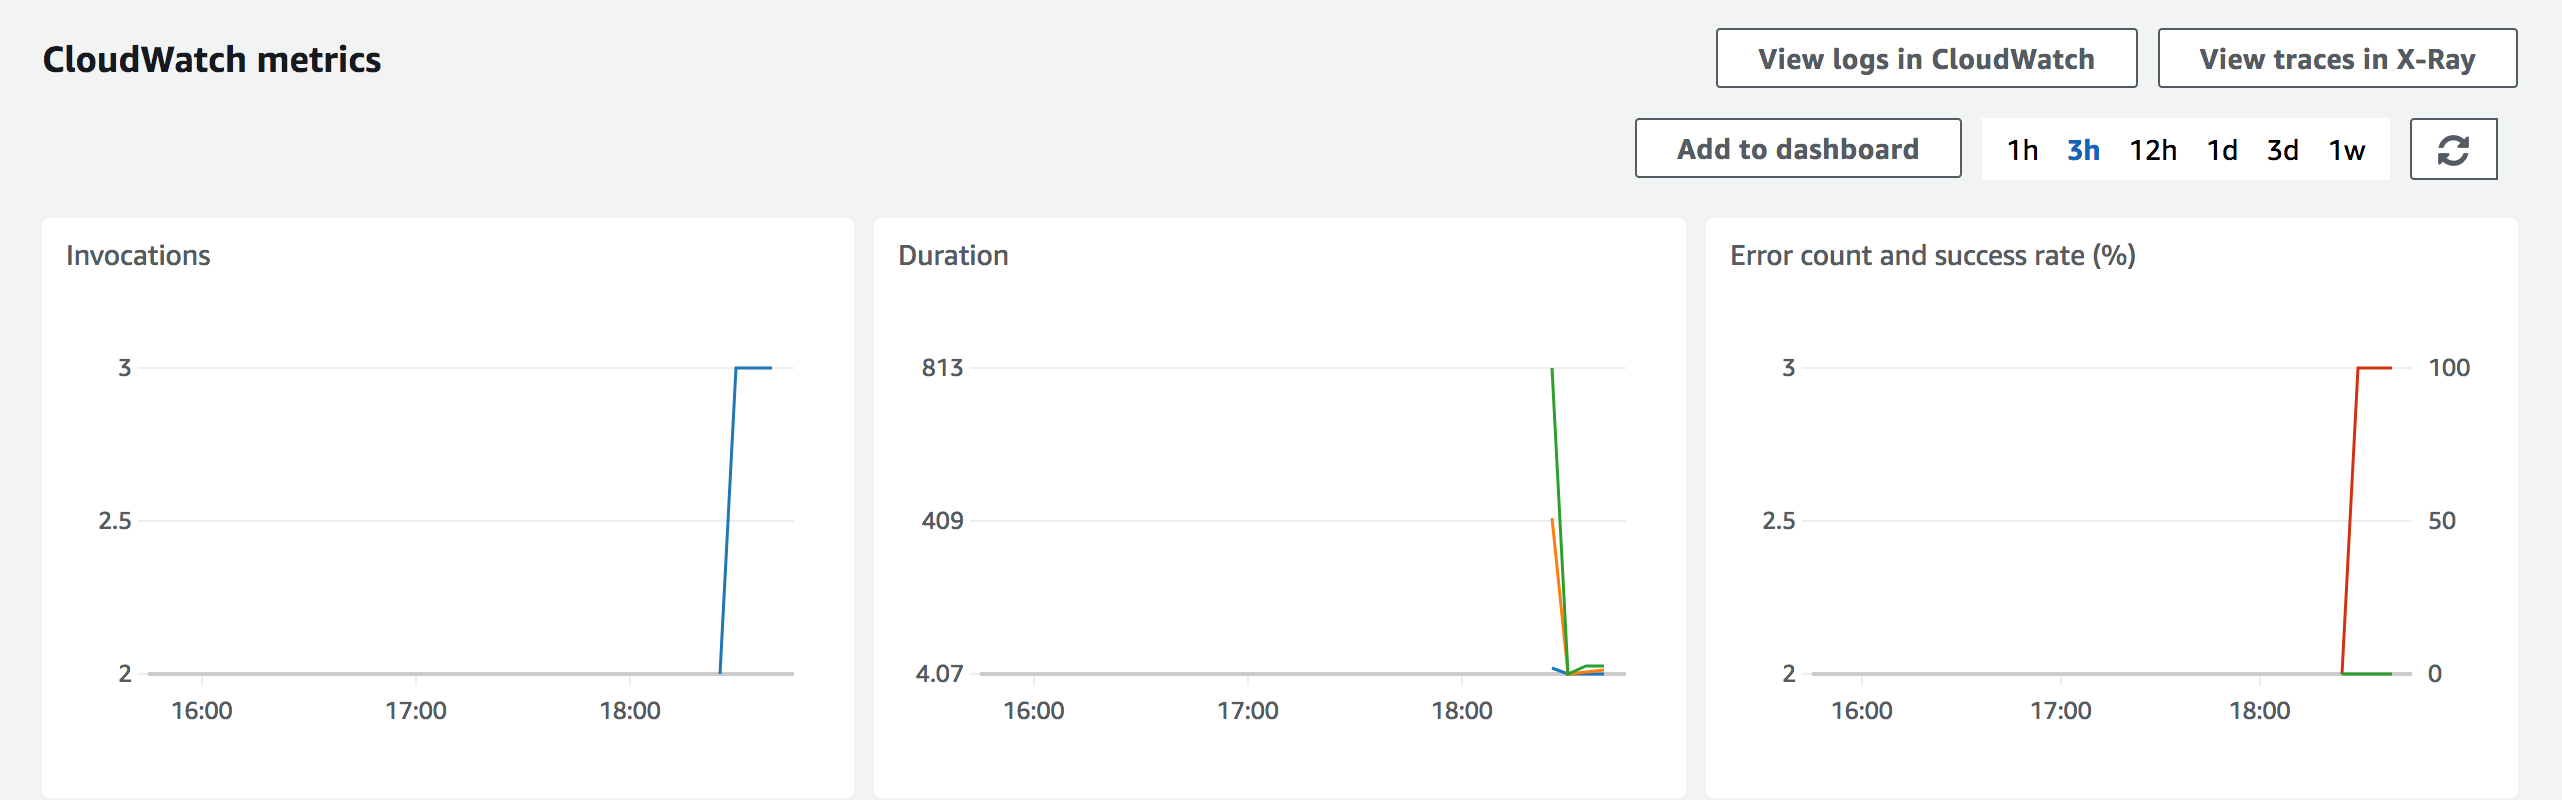 CloudWatch metrics
View logs in CloudWatch
View traces in X-Ray
Add to dashboard
1h 3h 12h 1d 3d 1w
Invocations
3
2.5
2
16:00 17:00 18:00
Duration
813
409
4.07
16:00 17:00 18:00
Error count and success rate (%)
3 100
2.5 50
2 0
16:00 17:00 18:00